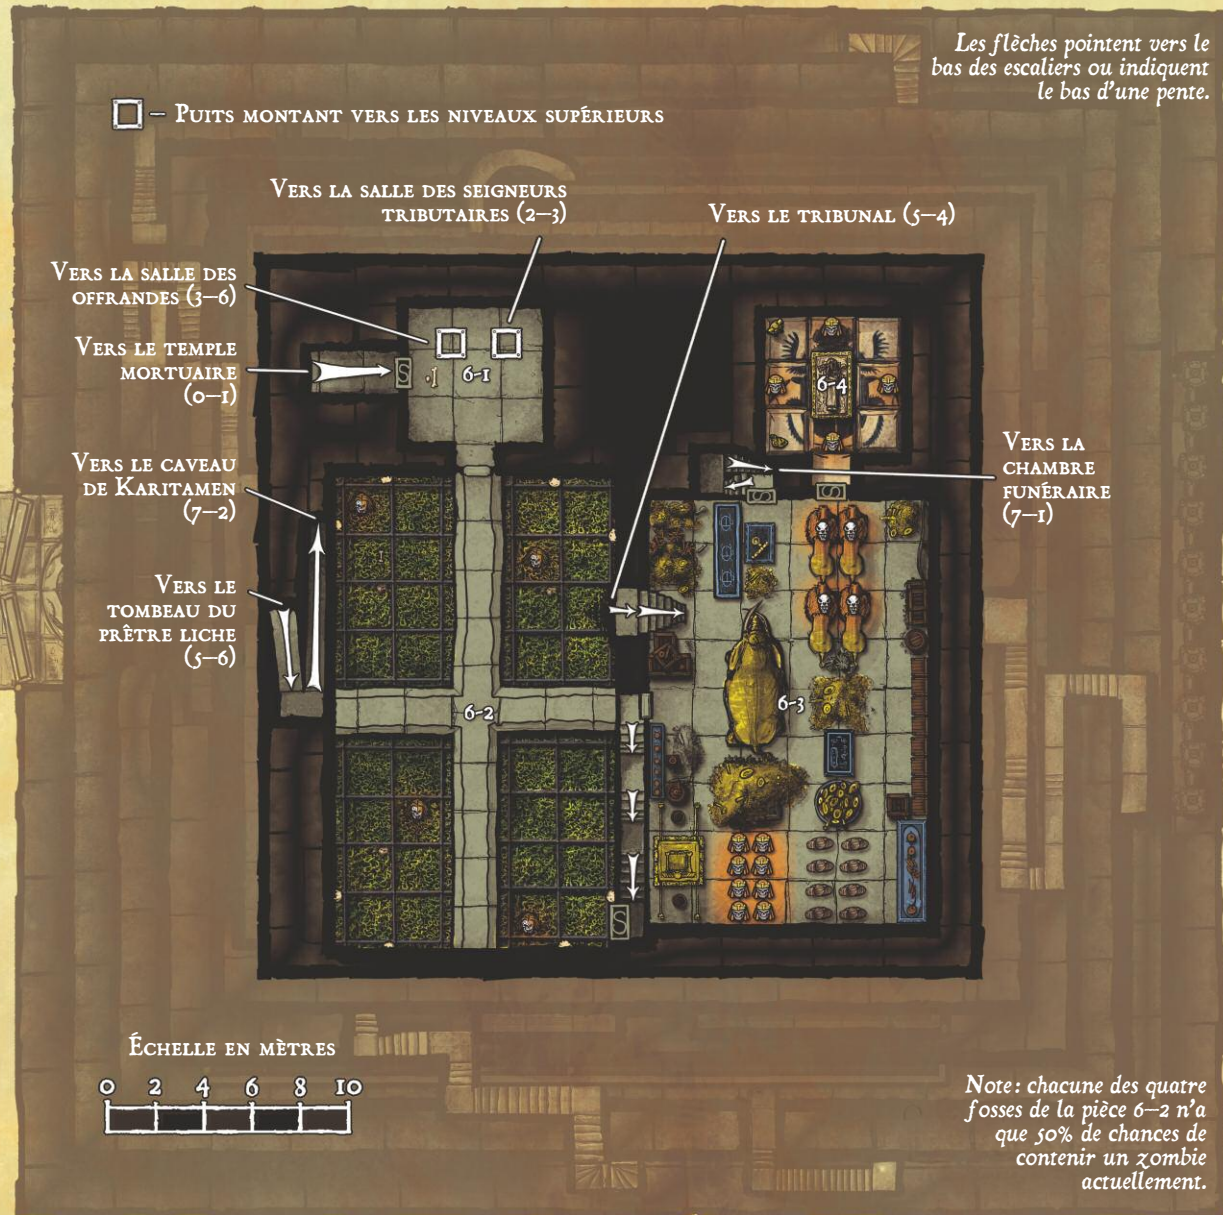 Les flèches pointent vers le
bas des escaliers ou indiquent
le bas d'une pente.
– Puits montant vers les niveaux supérieurs
Vers la salle des seigneurs
tributaires (2–3)
Vers le tribunal (5–4)
Vers la salle des
offrandes (3–6)
Vers le temple
mortuaire
(0–1)
Vers le caveau
de Karitamen
(7–2)
Vers le
tombeau du
prêtre liche
(5–6)
Vers la
chambre
funéraire
(7–1)
S
6-1
6-4
S
S
6-2
6-3
S
Échelle en mètres
0 2 4 6 8 10
Note : chacune des quatre
fosses de la pièce 6–2 n'a
que 50% de chances de
contenir un zombie
actuellement.